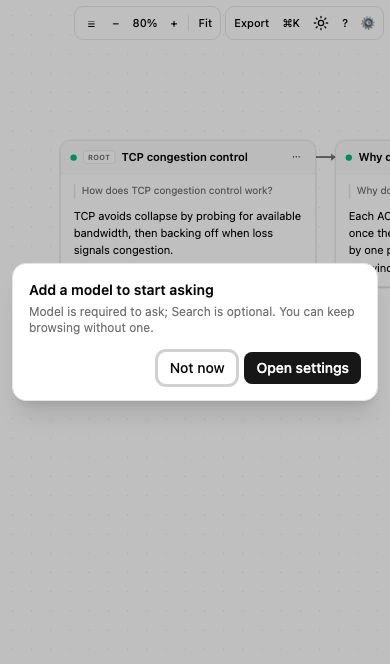 ≡ − 80% + Fit Export ⌘K ?
ROOT TCP congestion control ···
How does TCP congestion control work?
TCP avoids collapse by probing for available
bandwidth, then backing off when loss
signals congestion.
Why d
Why do
Each AC
once the
by one p
Add a model to start asking
Model is required to ask; Search is optional. You can keep
browsing without one.
Not now Open settings